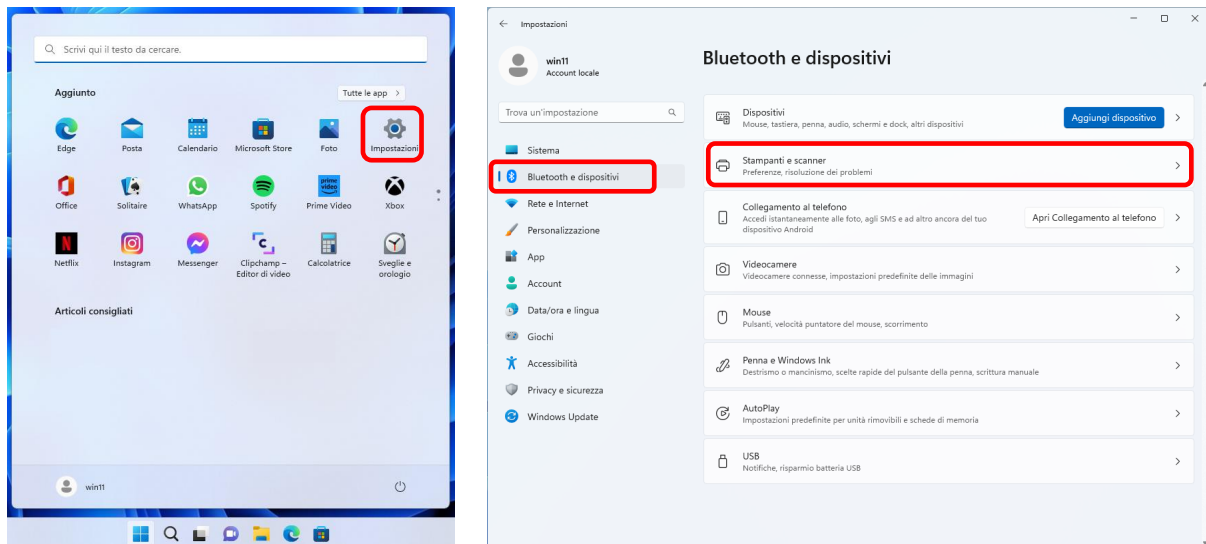 Scrivi qui il testo da cercare.
Aggiunto
Tutte le app >
Edge
Posta
Calendario
Microsoft Store
Foto
Impostazioni
Office
Solitaire
WhatsApp
prime video
Spotify
Prime Video
Xbox
Netflix
Instagram
Messenger
Clipchamp –
Editor di video
Calcolatrice
Sveglie e
orologio
Articoli consigliati
win11
Impostazioni
win11
Account locale
Trova un'impostazione
Sistema
Bluetooth e dispositivi
Rete e Internet
Personalizzazione
App
Account
Data/ora e lingua
Giochi
Accessibilità
Privacy e sicurezza
Windows Update
Bluetooth e dispositivi
Dispositivi
Mouse, tastiera, penna, audio, schermi e dock, altri dispositivi
Aggiungi dispositivo
Stampanti e scanner
Preferenze, risoluzione dei problemi
Collegamento al telefono
Accedi istantaneamente alle foto, agli SMS e ad altro ancora del tuo
dispositivo Android
Apri Collegamento al telefono
Videocamere
Videocamere connesse, impostazioni predefinite delle immagini
Mouse
Pulsanti, velocità puntatore del mouse, scorrimento
Penna e Windows Ink
Destrismo o mancinismo, scelte rapide del pulsante della penna, scrittura manuale
AutoPlay
Impostazioni predefinite per unità rimovibili e schede di memoria
USB
Notifiche, risparmio batteria USB